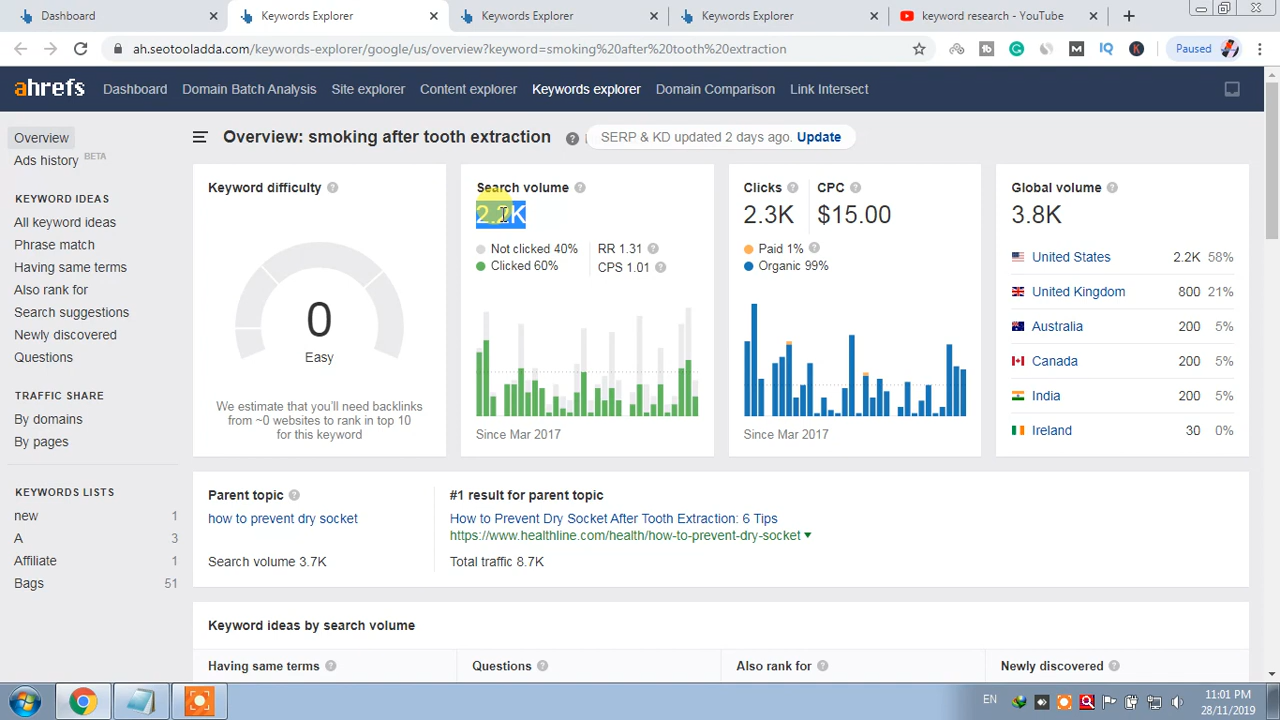 Dashboard
Keywords Explorer
Keywords Explorer
Keywords Explorer
keyword research - YouTube
ah.seotooladda.com/keywords-explorer/google/us/overview?keyword=smoking%20after%20tooth%20extraction
Paused
ahrefs
Dashboard
Domain Batch Analysis
Site explorer
Content explorer
Keywords explorer
Domain Comparison
Link Intersect
Overview
Ads history BETA
KEYWORD IDEAS
All keyword ideas
Phrase match
Having same terms
Also rank for
Search suggestions
Newly discovered
Questions
TRAFFIC SHARE
By domains
By pages
KEYWORDS LISTS
new 1
A 3
Affiliate 1
Bags 51
Overview: smoking after tooth extraction
SERP & KD updated 2 days ago. Update
Keyword difficulty
0
Easy
We estimate that you'll need backlinks
from ~0 websites to rank in top 10
for this keyword
Search volume
2.2K
Not clicked 40% RR 1.31
Clicked 60% CPS 1.01
Since Mar 2017
Clicks CPC
2.3K $15.00
Paid 1%
Organic 99%
Since Mar 2017
Global volume
3.8K
United States 2.2K 58%
United Kingdom 800 21%
Australia 200 5%
Canada 200 5%
India 200 5%
Ireland 30 0%
Parent topic
how to prevent dry socket
Search volume 3.7K
#1 result for parent topic
How to Prevent Dry Socket After Tooth Extraction: 6 Tips
https://www.healthline.com/health/how-to-prevent-dry-socket
Total traffic 8.7K
Keyword ideas by search volume
Having same terms
Questions
Also rank for
Newly discovered
EN
11:01 PM
28/11/2019